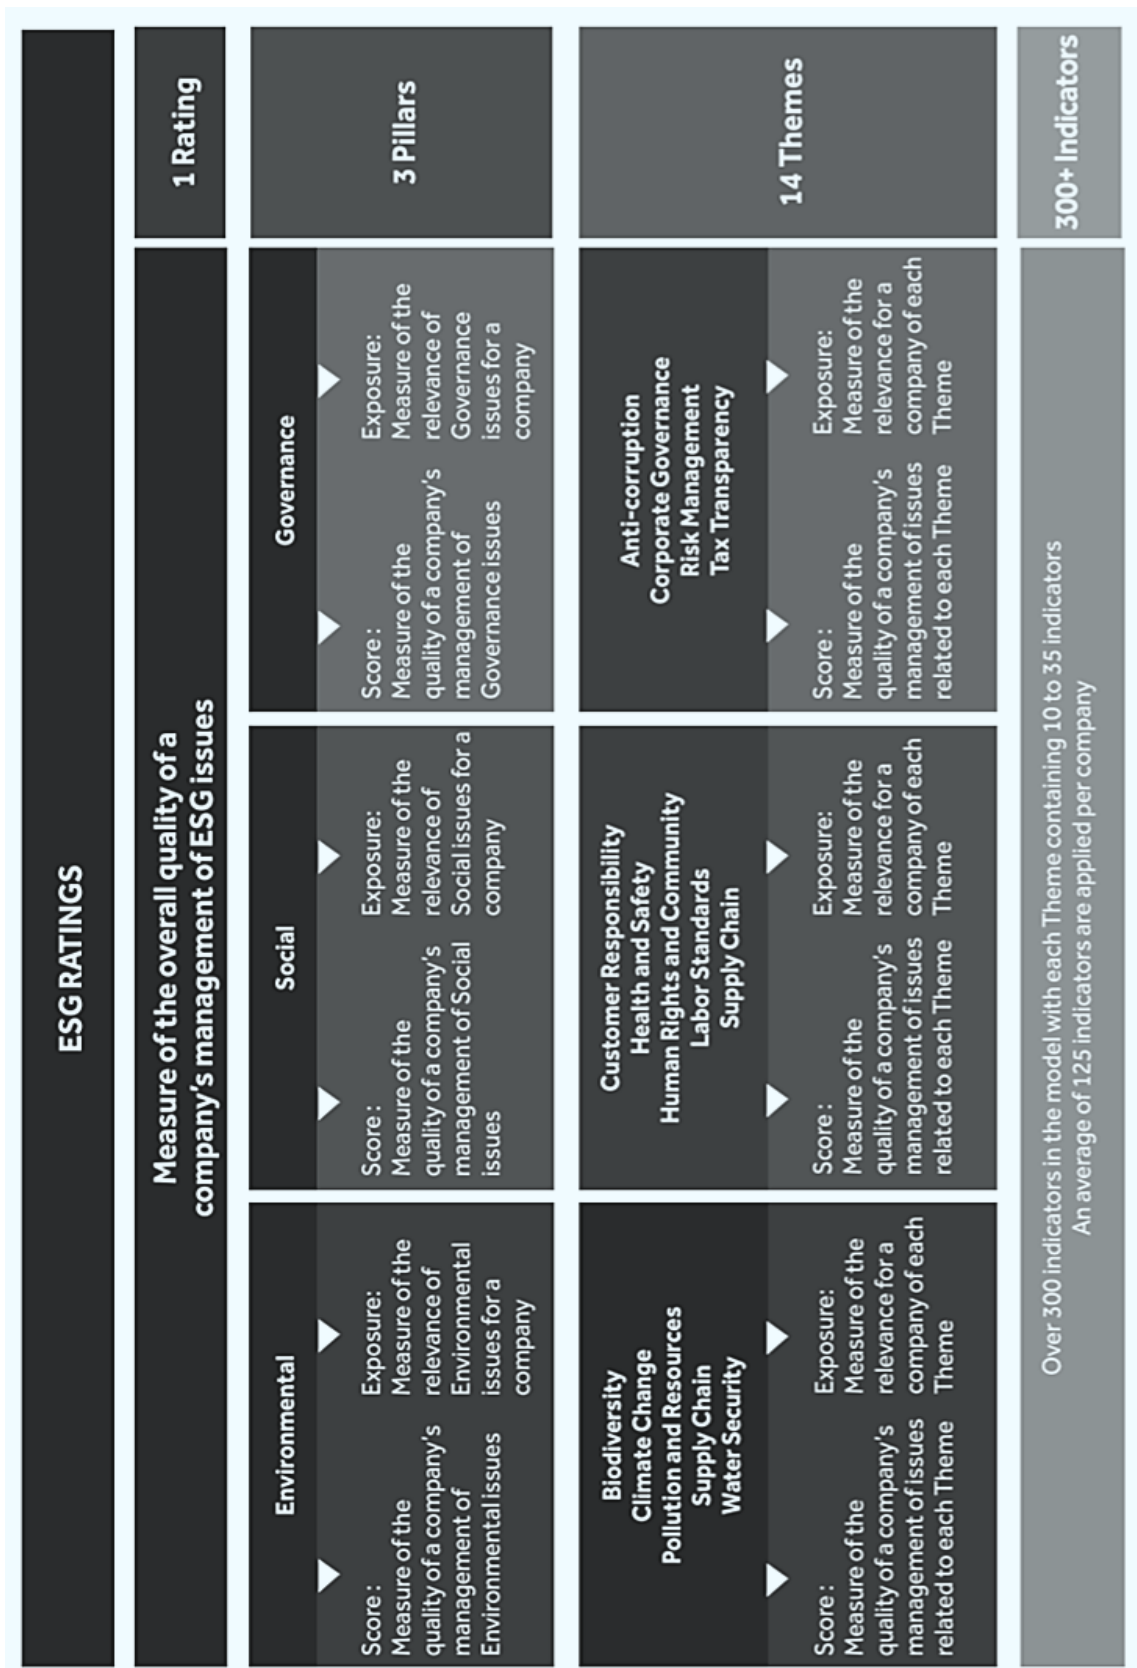 ESG RATINGS
Measure of the overall quality of a
company's management of ESG issues
1 Rating
Environmental
Score:
Measure of the
quality of a company's
management of
Environmental issues
Exposure:
Measure of the
relevance of
Environmental
issues for a
company
Social
Score:
Measure of the
quality of a company's
management of Social
issues
Exposure:
Measure of the
relevance of
Social issues for a
company
Governance
Score:
Measure of the
quality of a company's
management of
Governance issues
Exposure:
Measure of the
relevance of
Governance
issues for a
company
3 Pillars
Biodiversity
Climate Change
Pollution and Resources
Supply Chain
Water Security
Score:
Measure of the
quality of a company's
management of issues
related to each Theme
Exposure:
Measure of the
relevance for a
company of each
Theme
Customer Responsibility
Health and Safety
Human Rights and Community
Labor Standards
Supply Chain
Score:
Measure of the
quality of a company's
management of issues
related to each Theme
Exposure:
Measure of the
relevance for a
company of each
Theme
Anti-corruption
Corporate Governance
Risk Management
Tax Transparency
Score:
Measure of the
quality of a company's
management of issues
related to each Theme
Exposure:
Measure of the
relevance for a
company of each
Theme
14 Themes
Over 300 indicators in the model with each Theme containing 10 to 35 indicators
An average of 125 indicators are applied per company
300+ Indicators